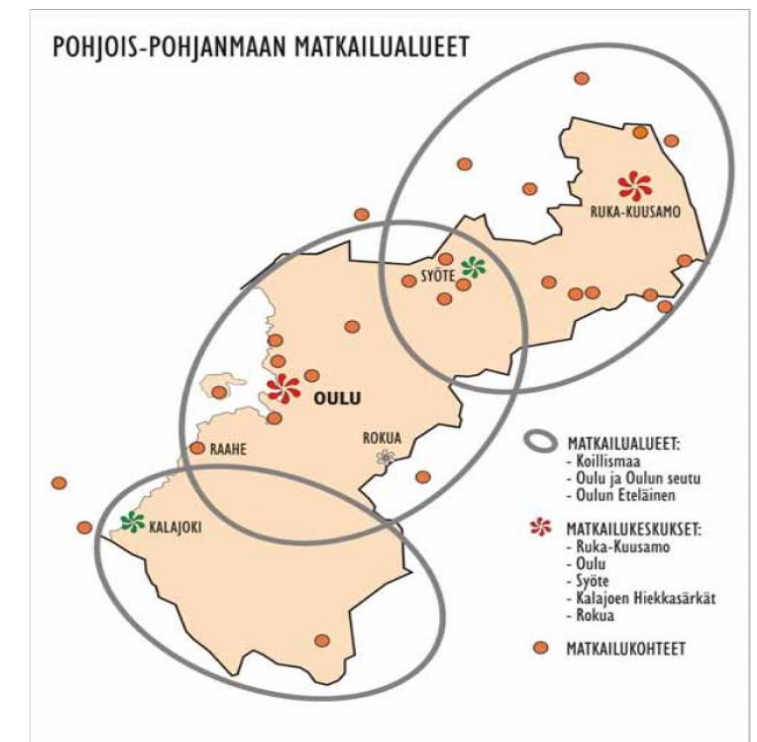 POHJOIS-POHJANMAAN MATKAILUALUEET
RUKA-KUUSAMO
SYÖTE
OULU
ROKUA
RAAHE
KALAJOKI
MATKAILUALUEET:
- Koillismaa
- Oulu ja Oulun seutu
- Oulun Eteläinen
MATKAILUKESKUKSET:
- Ruka-Kuusamo
- Oulu
- Syöte
- Kalajoen Hiekkasärkät
- Rokua
MATKAILUKOHTEET